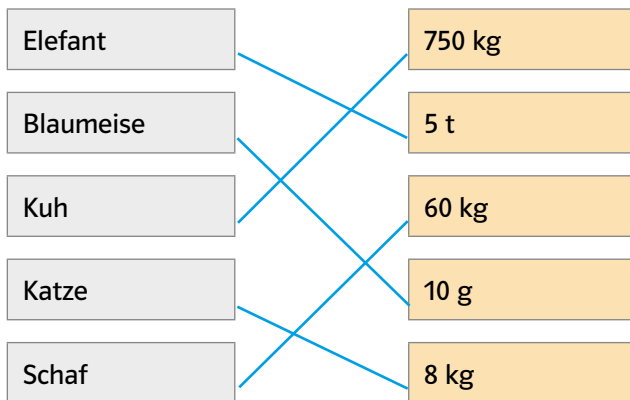 Elefant
750 kg
Blaumeise
5 t
Kuh
60 kg
Katze
10 g
Schaf
8 kg